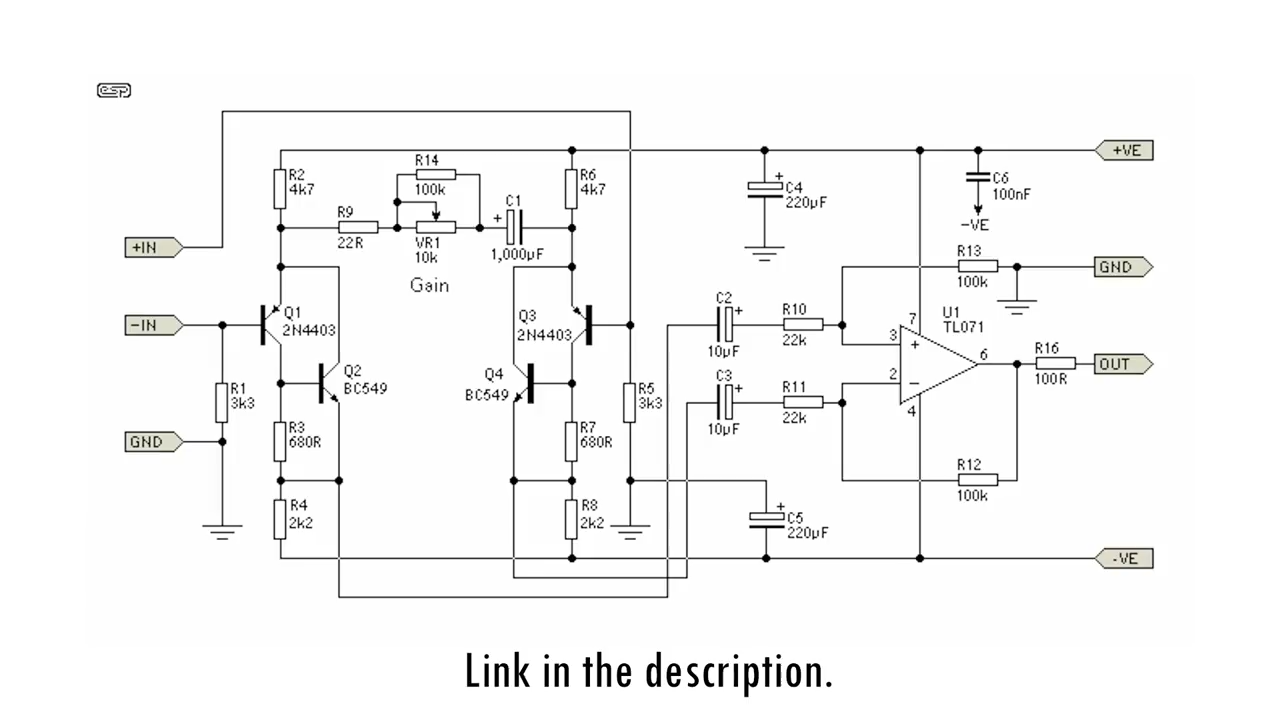 esp
+VE
R14
100k
R2
4k7
R6
4k7
C4
220µF
C6
100nF
-VE
R9
22R
VR1
10k
C1
1,000µF
Gain
+IN
R13
100k
GND
-IN
Q1
2N4403
Q3
2N4403
C2
10µF
R10
22k
U1
TL071
7
3
+
6
2
−
4
R16
100R
OUT
Q2
BC549
Q4
BC549
C3
10µF
R11
22k
R1
3k3
R5
3k3
GND
R3
680R
R7
680R
R12
100k
R4
2k2
R8
2k2
C5
220µF
-VE
Link in the description.